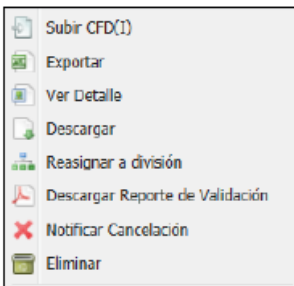 Subir CFD(I)
Exportar
Ver Detalle
Descargar
Reasignar a división
Descargar Reporte de Validación
Notificar Cancelación
Eliminar